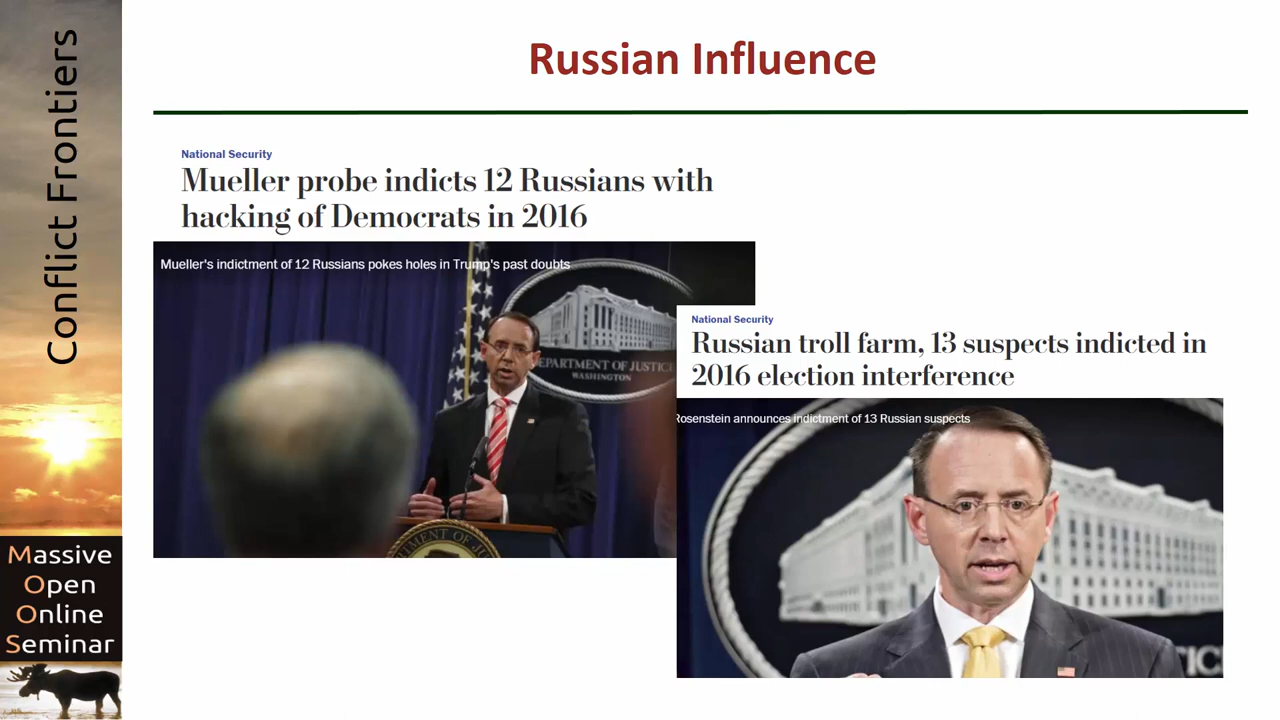 Conflict Frontiers
Massive
Open
Online
Seminar
Russian Influence
National Security
Mueller probe indicts 12 Russians with
hacking of Democrats in 2016
Mueller's indictment of 12 Russians pokes holes in Trump's past doubts
DEPARTMENT OF JUSTICE
WASHINGTON
National Security
Russian troll farm, 13 suspects indicted in
2016 election interference
Rosenstein announces indictment of 13 Russian suspects